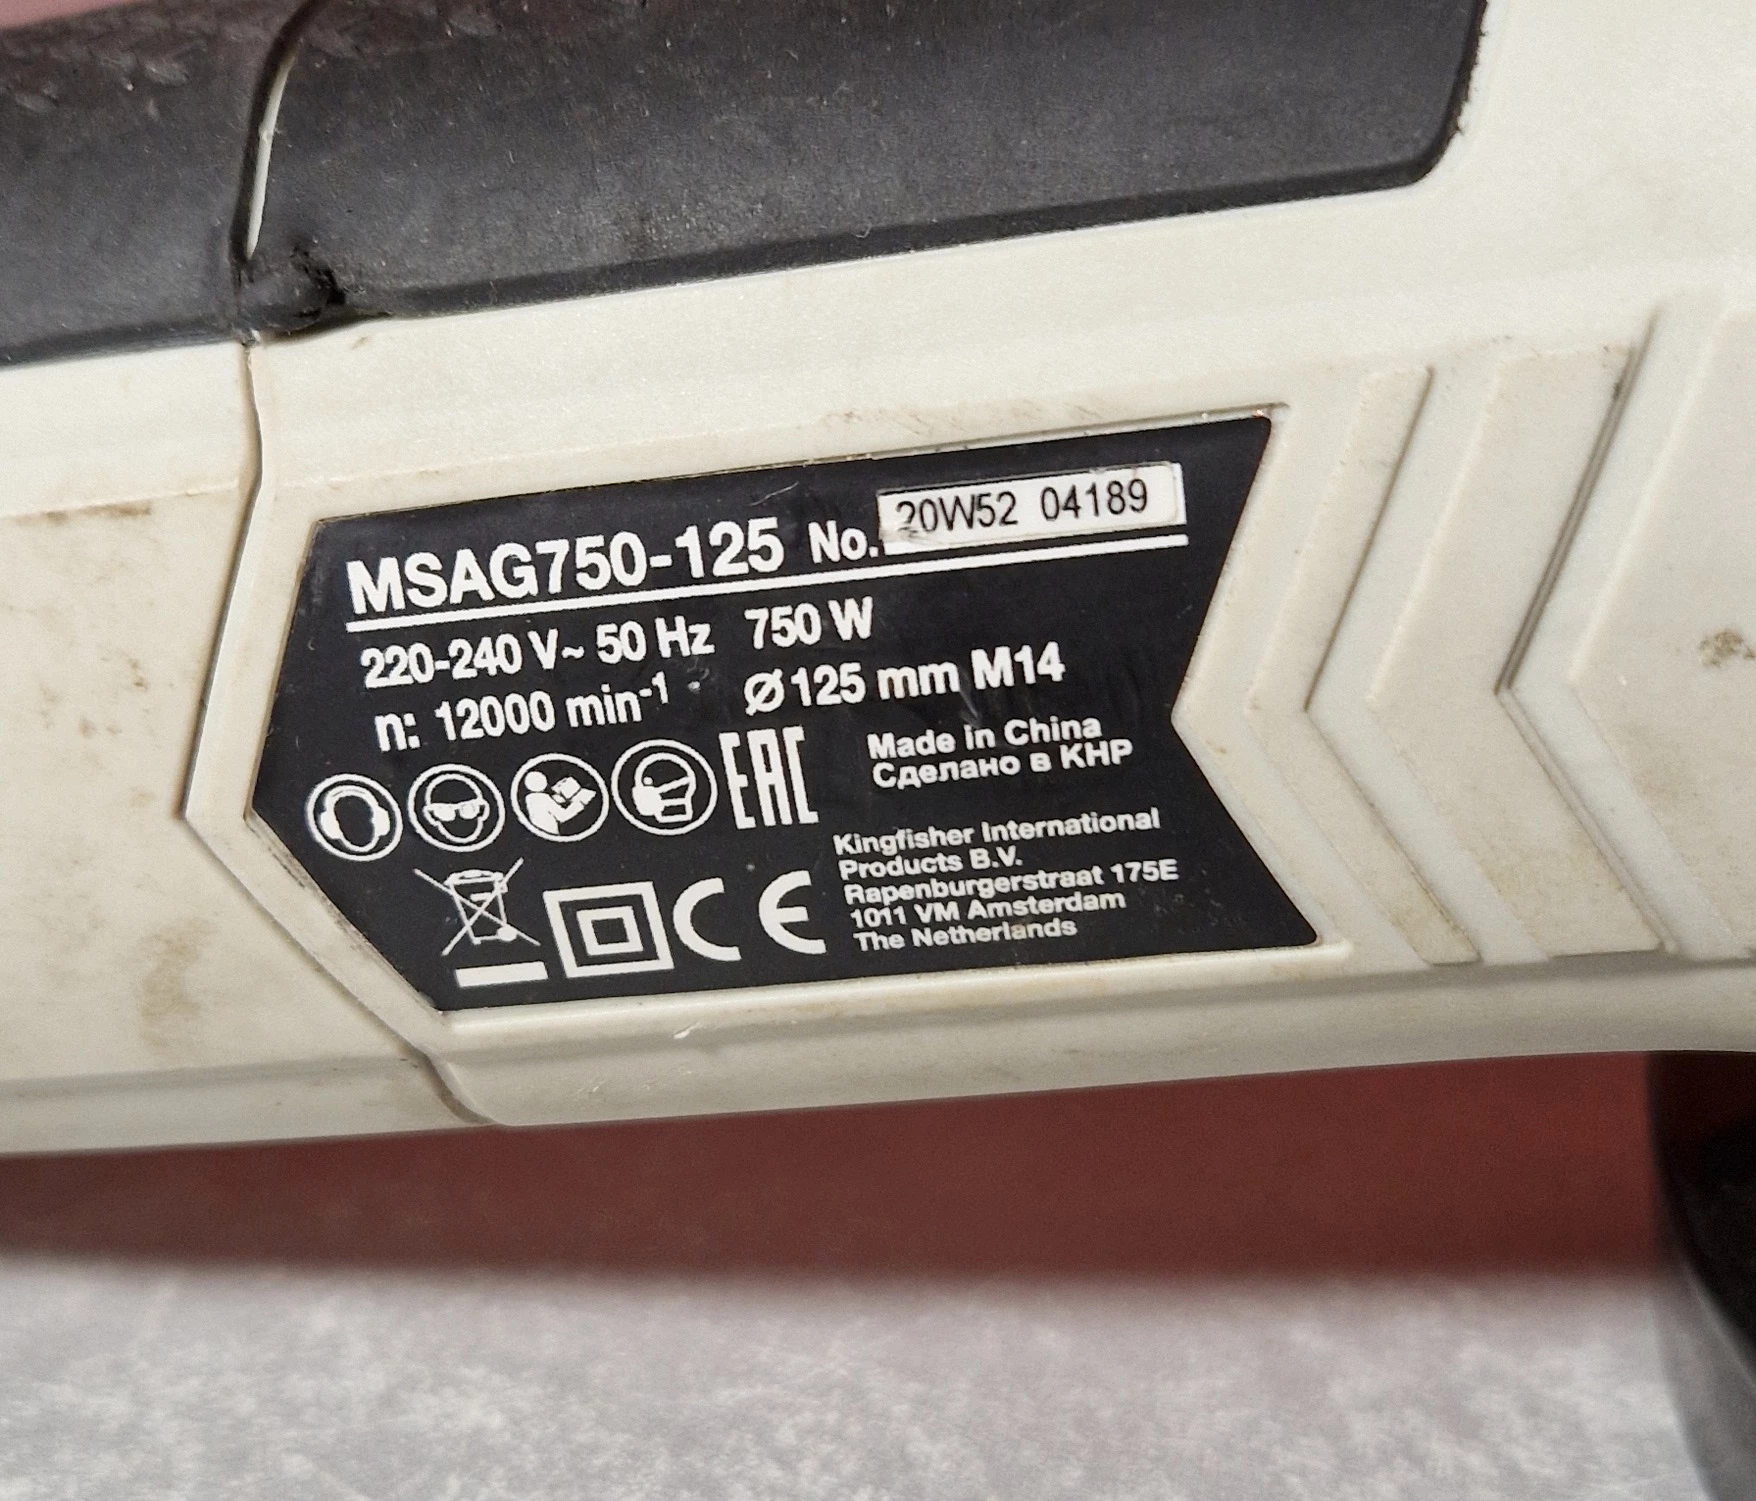 MSAG750-125 No. 20W52 04189
220-240 V~ 50 Hz 750 W
n: 12000 min-1 Ø 125 mm M14
Made in China
Сделано в КНР
EAC
Kingfisher International
Products B.V.
Rapenburgerstraat 175E
1011 VM Amsterdam
The Netherlands
CE